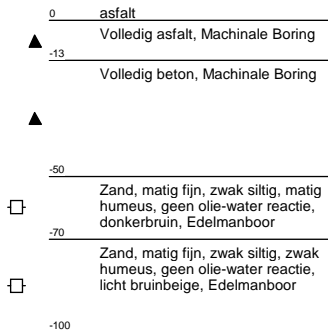 0 asfalt
Volledig asfalt, Machinale Boring
-13
Volledig beton, Machinale Boring
-50
Zand, matig fijn, zwak siltig, matig
humeus, geen olie-water reactie,
donkerbruin, Edelmanboor
-70
Zand, matig fijn, zwak siltig, zwak
humeus, geen olie-water reactie,
licht bruinbeige, Edelmanboor
-100